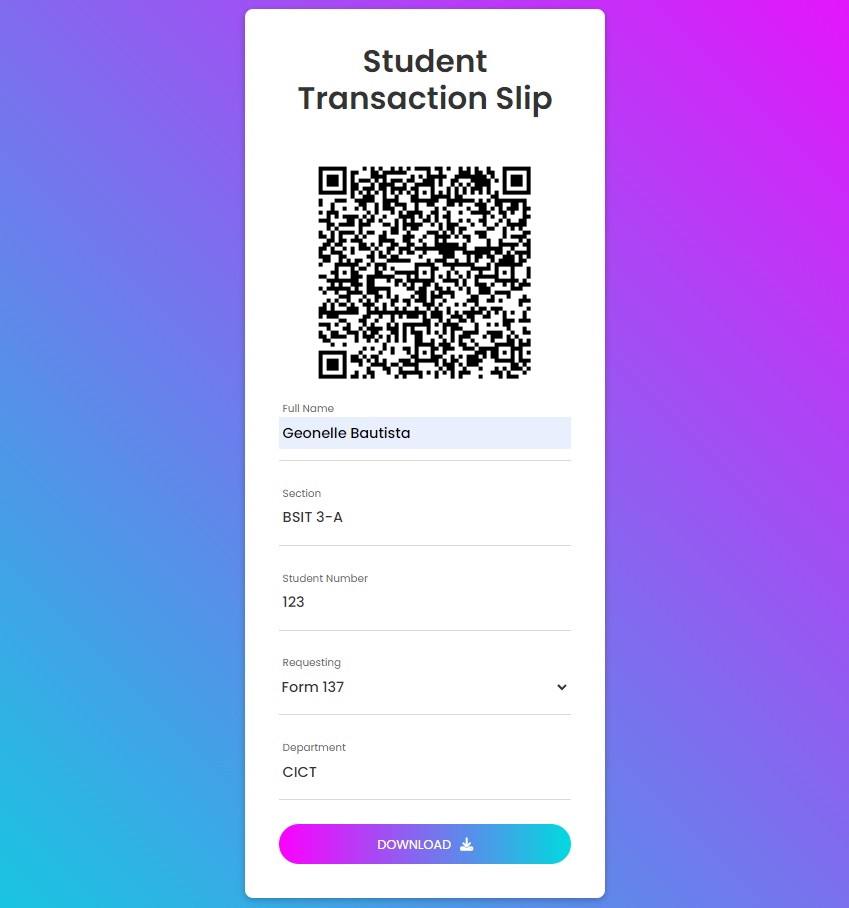 Student
Transaction Slip
Full Name
Geonelle Bautista
Section
BSIT 3-A
Student Number
123
Requesting
Form 137
Department
CICT
DOWNLOAD